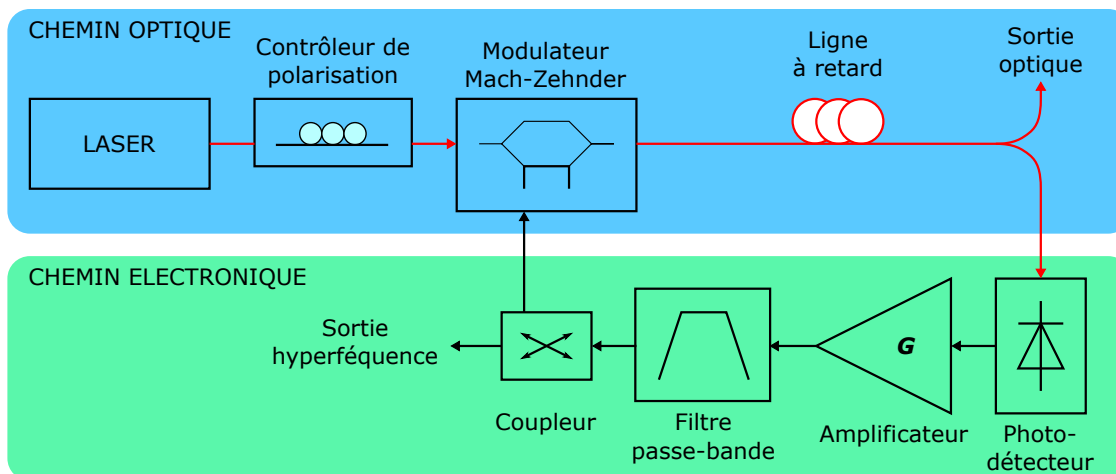 CHEMIN OPTIQUE
Contrôleur de
polarisation
Modulateur
Mach-Zehnder
Ligne
à retard
Sortie
optique
LASER
CHEMIN ELECTRONIQUE
Sortie
hyperféquence
G
Coupleur
Filtre
passe-bande
Amplificateur
Photo-
détecteur